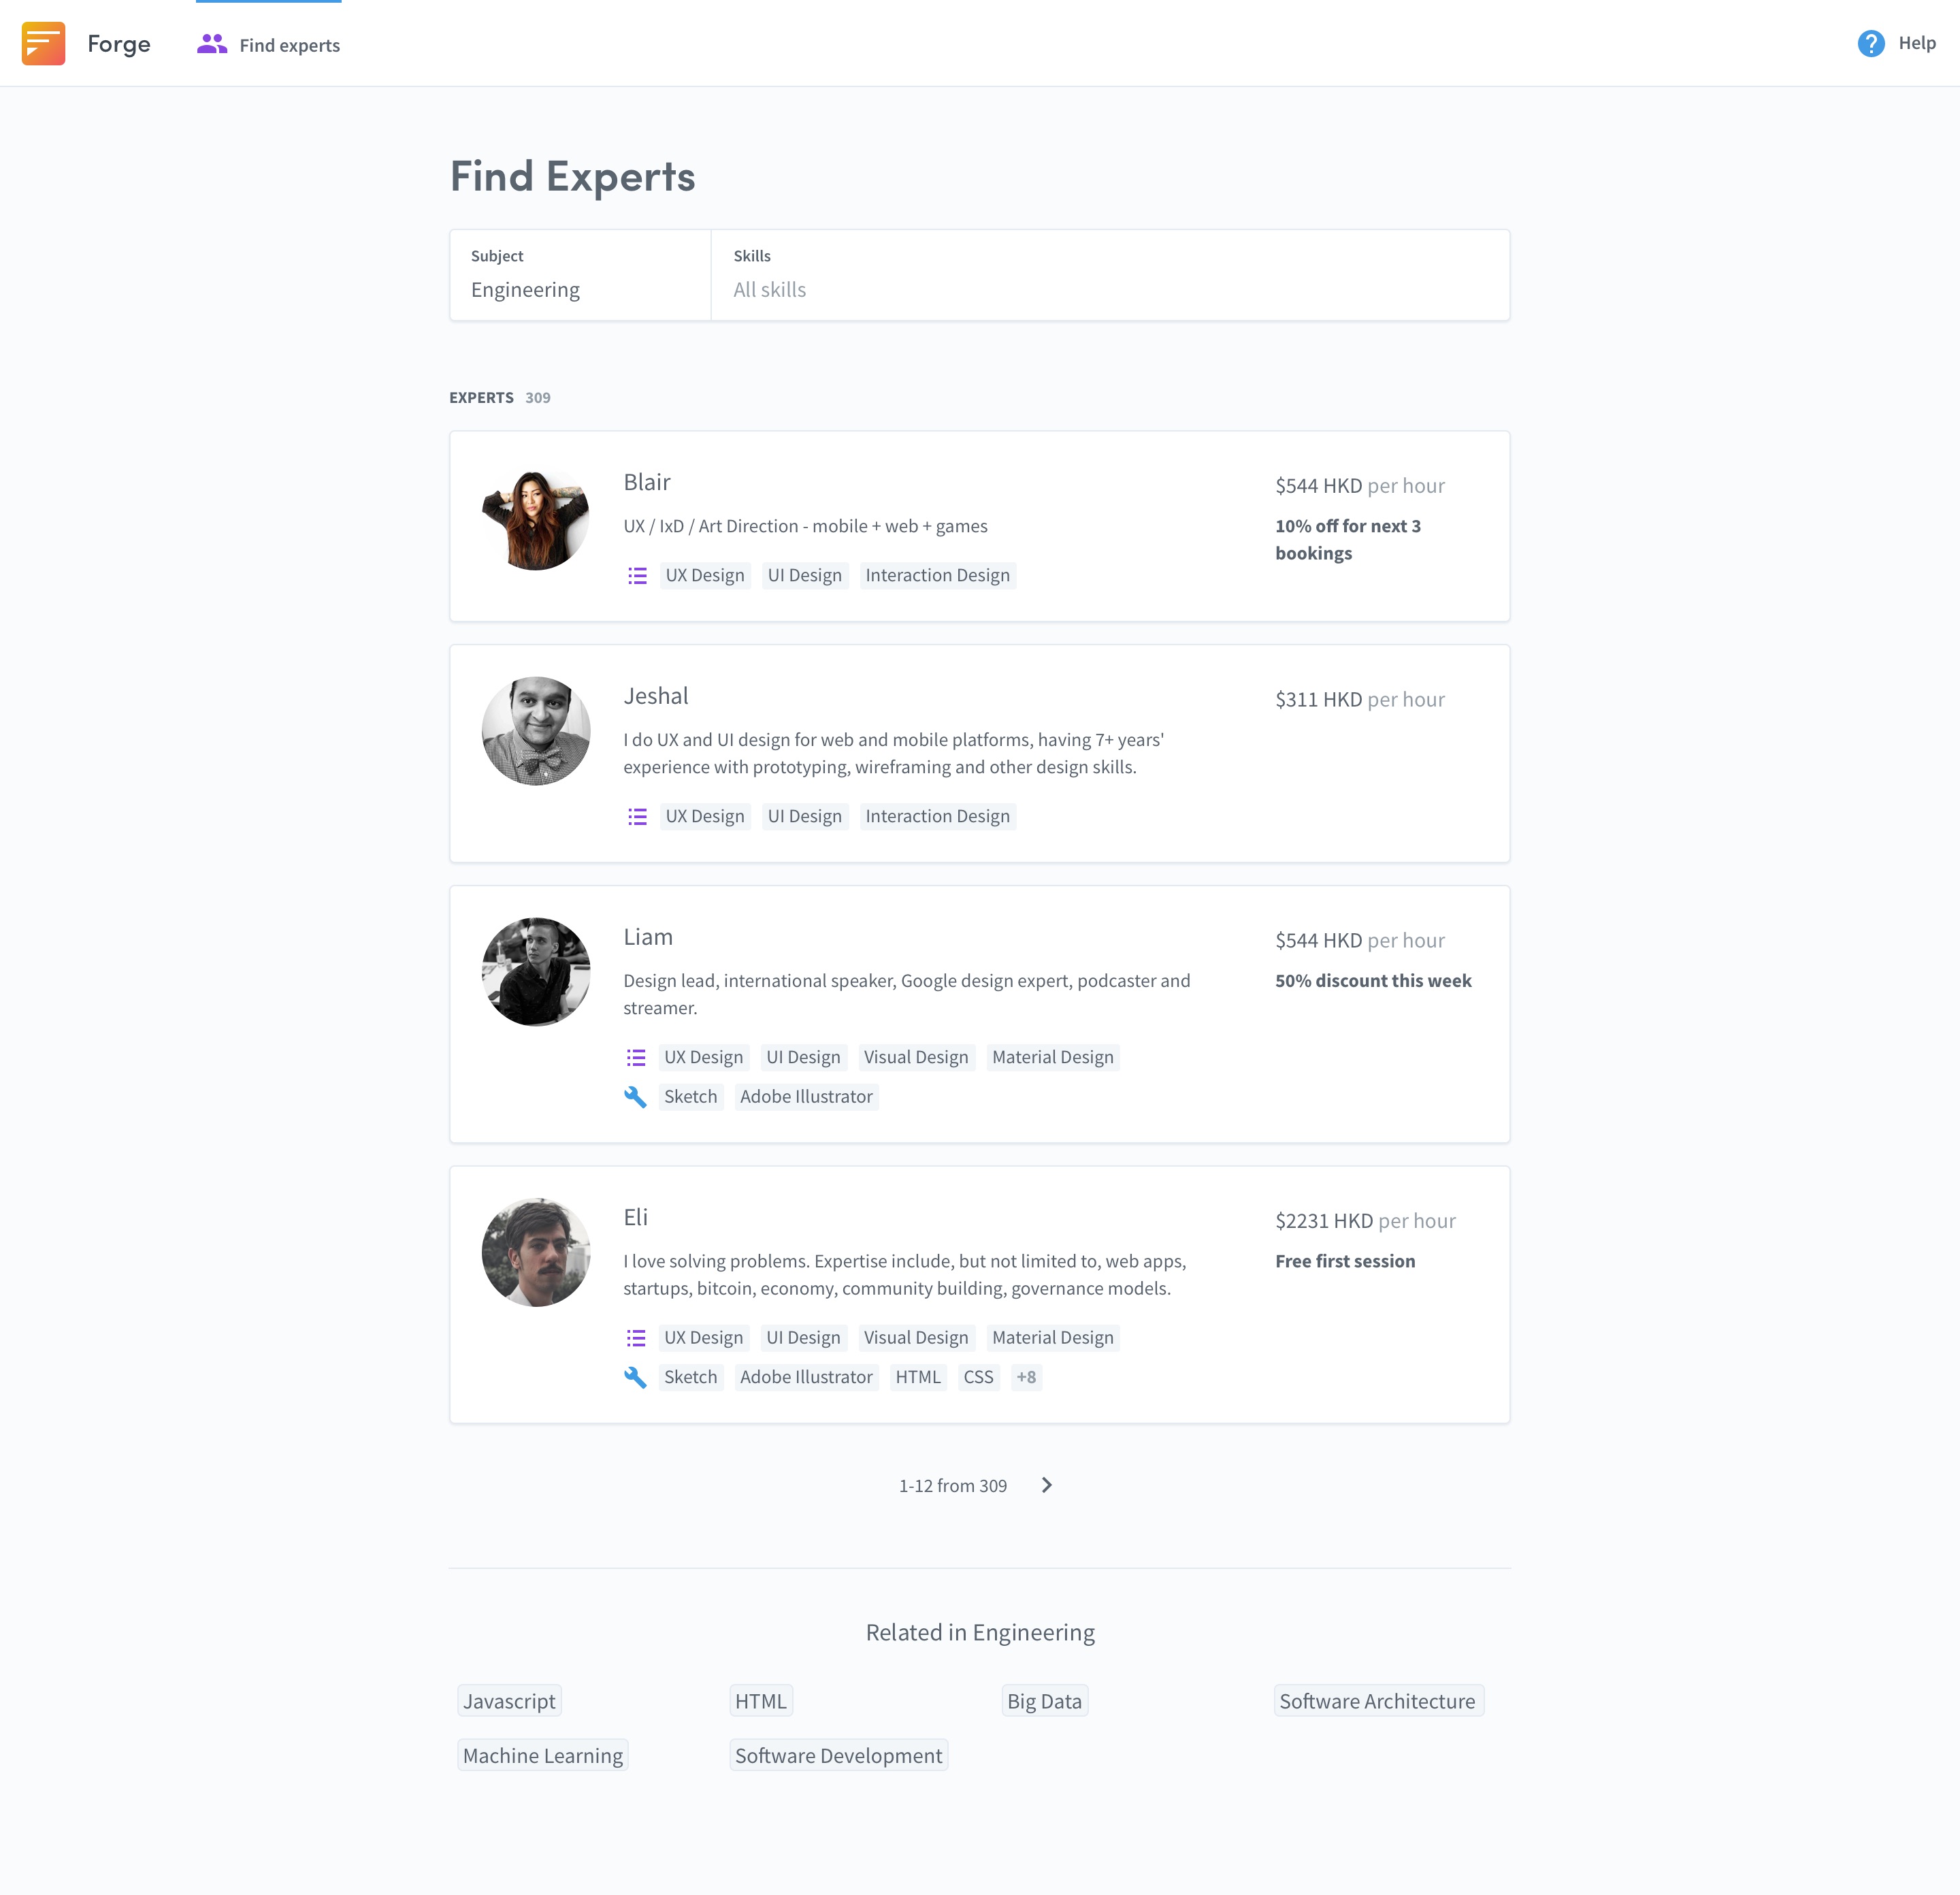 Forge
Find experts
Help
Find Experts
Subject
Skills
Engineering
All skills
EXPERTS 309
Blair
$544 HKD per hour
UX / IxD / Art Direction - mobile + web + games
10% off for next 3
bookings
UX Design UI Design Interaction Design
Jeshal
$311 HKD per hour
I do UX and UI design for web and mobile platforms, having 7+ years'
experience with prototyping, wireframing and other design skills.
UX Design UI Design Interaction Design
Liam
$544 HKD per hour
Design lead, international speaker, Google design expert, podcaster and
streamer.
50% discount this week
UX Design UI Design Visual Design Material Design
Sketch Adobe Illustrator
Eli
$2231 HKD per hour
I love solving problems. Expertise include, but not limited to, web apps,
startups, bitcoin, economy, community building, governance models.
Free first session
UX Design UI Design Visual Design Material Design
Sketch Adobe Illustrator HTML CSS +8
1-12 from 309
Related in Engineering
Javascript HTML Big Data Software Architecture
Machine Learning Software Development